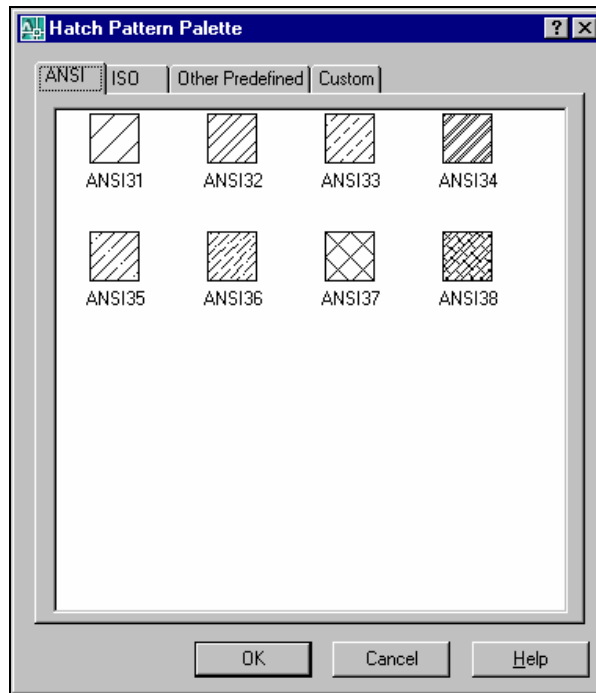 Hatch Pattern Palette
ANSI ISO Other Predefined Custom
ANSI31 ANSI32 ANSI33 ANSI34
ANSI35 ANSI36 ANSI37 ANSI38
OK Cancel Help